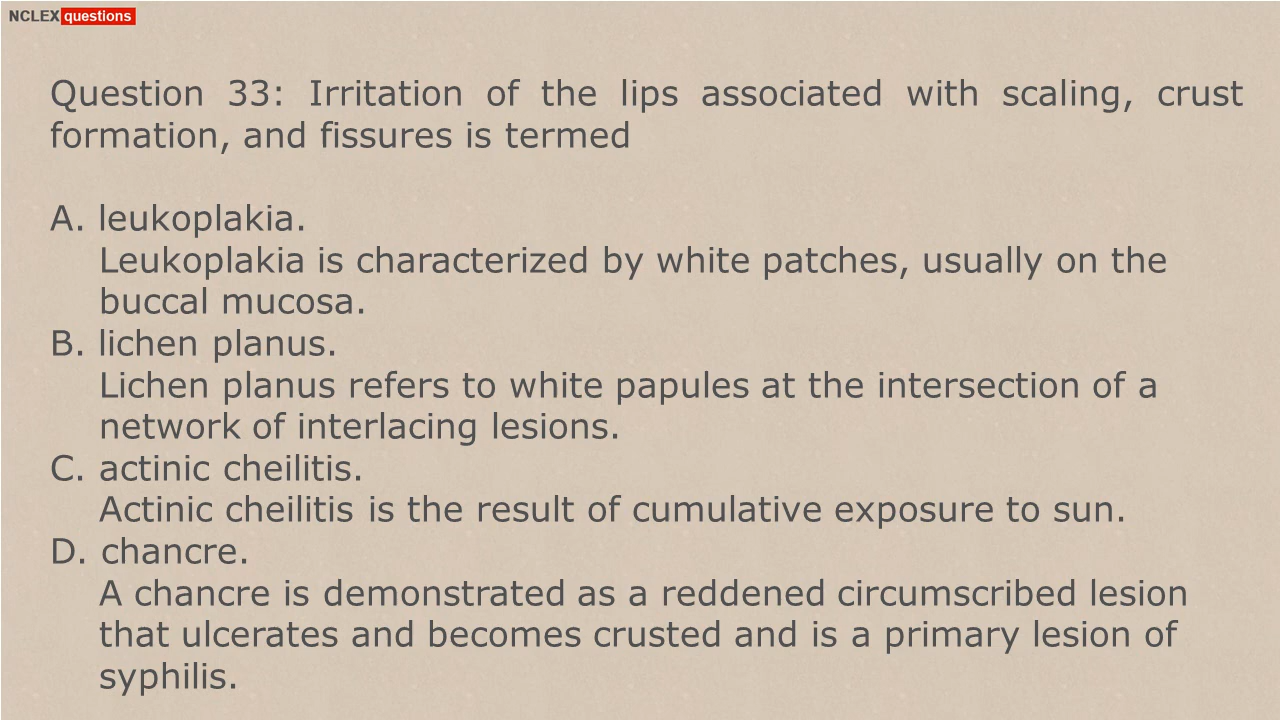 NCLEX questions
Question 33: Irritation of the lips associated with scaling, crust
formation, and fissures is termed
A. leukoplakia.
Leukoplakia is characterized by white patches, usually on the
buccal mucosa.
B. lichen planus.
Lichen planus refers to white papules at the intersection of a
network of interlacing lesions.
C. actinic cheilitis.
Actinic cheilitis is the result of cumulative exposure to sun.
D. chancre.
A chancre is demonstrated as a reddened circumscribed lesion
that ulcerates and becomes crusted and is a primary lesion of
syphilis.